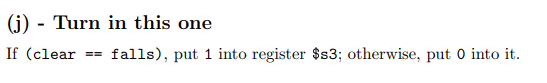 (j) - Turn in this one
If (clear == falls), put 1 into register $s3; otherwise, put 0 into it.